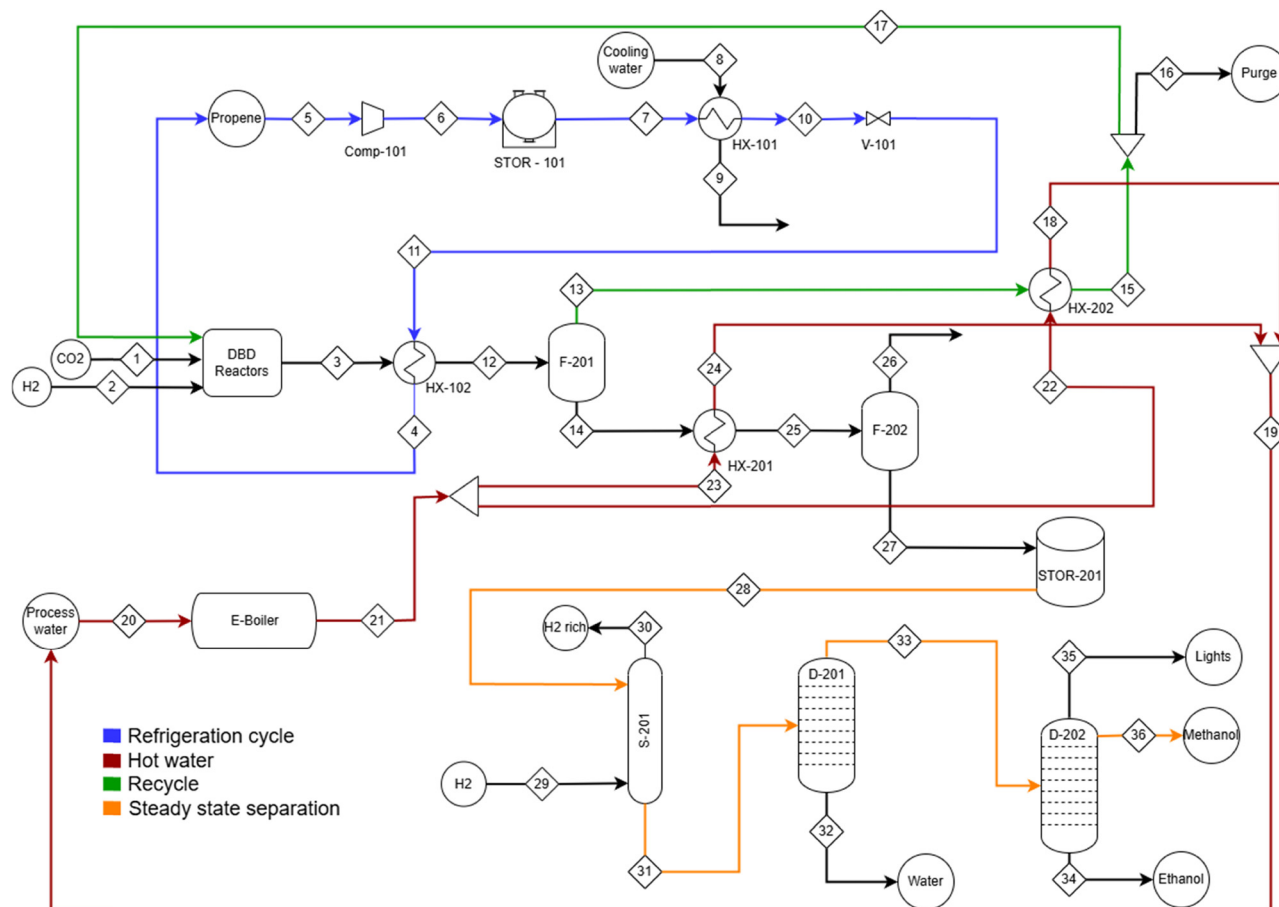 17
Cooling
water
8
16
Purge
Propene
5
6
7
10
Comp-101
STOR - 101
HX-101
V-101
9
18
11
13
15
HX-202
CO2
1
DBD
Reactors
3
12
F-201
24
26
H2
2
HX-102
22
4
14
25
F-202
19
HX-201
23
27
STOR-201
28
Process
water
20
E-Boiler
21
H2 rich
30
33
35
Lights
D-201
S-201
D-202
36
Methanol
Refrigeration cycle
Hot water
Recycle
Steady state separation
H2
29
31
32
Water
34
Ethanol